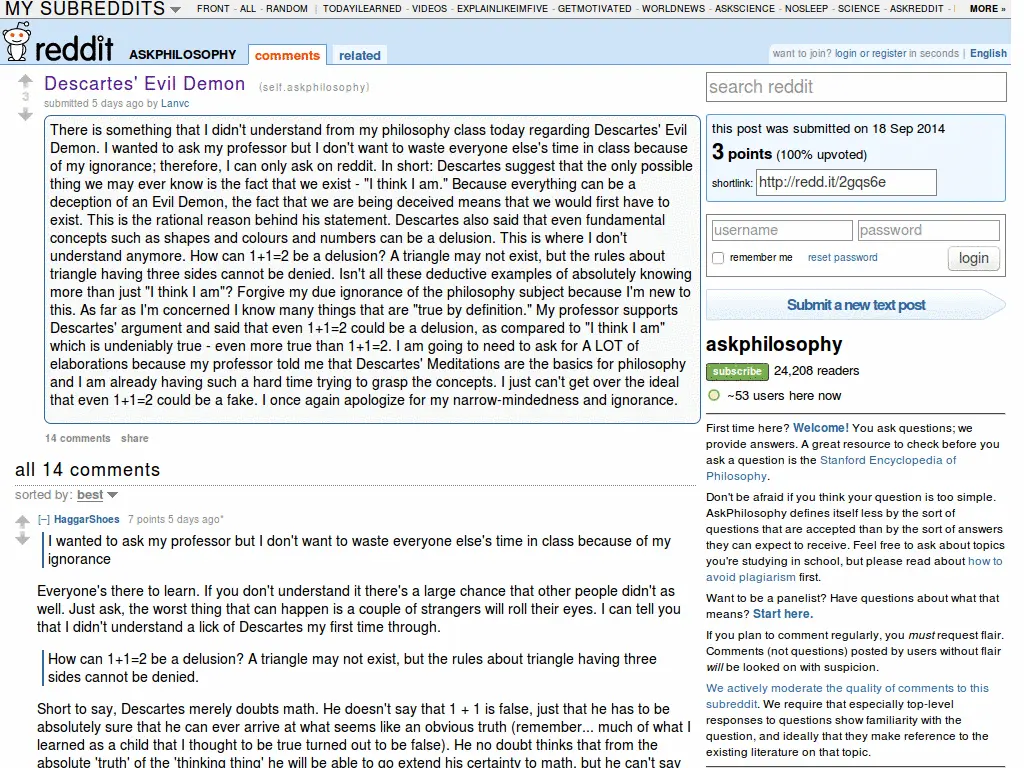 MY SUBREDDITS FRONT - ALL - RANDOM | TODAYILEARNED - VIDEOS - EXPLAINLIKEIMFIVE - GETMOTIVATED - WORLDNEWS - ASKSCIENCE - NOSLEEP - SCIENCE - ASKREDDIT - MORE »
reddit ASKPHILOSOPHY comments related
want to join? login or register in seconds | English
Descartes' Evil Demon (self.askphilosophy)
3
submitted 5 days ago by Lanvc
There is something that I didn't understand from my philosophy class today regarding Descartes' Evil
Demon. I wanted to ask my professor but I don't want to waste everyone else's time in class because
of my ignorance; therefore, I can only ask on reddit. In short: Descartes suggest that the only possible
thing we may ever know is the fact that we exist - "I think I am." Because everything can be a
deception of an Evil Demon, the fact that we are being deceived means that we would first have to
exist. This is the rational reason behind his statement. Descartes also said that even fundamental
concepts such as shapes and colours and numbers can be a delusion. This is where I don't
understand anymore. How can 1+1=2 be a delusion? A triangle may not exist, but the rules about
triangle having three sides cannot be denied. Isn't all these deductive examples of absolutely knowing
more than just "I think I am"? Forgive my due ignorance of the philosophy subject because I'm new to
this. As far as I'm concerned I know many things that are "true by definition." My professor supports
Descartes' argument and said that even 1+1=2 could be a delusion, as compared to "I think I am"
which is undeniably true - even more true than 1+1=2. I am going to need to ask for A LOT of
elaborations because my professor told me that Descartes' Meditations are the basics for philosophy
and I am already having such a hard time trying to grasp the concepts. I just can't get over the ideal
that even 1+1=2 could be a fake. I once again apologize for my narrow-mindedness and ignorance.
14 comments share
all 14 comments
sorted by: best
[–] HaggarShoes 7 points 5 days ago*
I wanted to ask my professor but I don't want to waste everyone else's time in class because of my
ignorance
Everyone's there to learn. If you don't understand it there's a large chance that other people didn't as
well. Just ask, the worst thing that can happen is a couple of strangers will roll their eyes. I can tell you
that I didn't understand a lick of Descartes my first time through.
How can 1+1=2 be a delusion? A triangle may not exist, but the rules about triangle having three
sides cannot be denied.
Short to say, Descartes merely doubts math. He doesn't say that 1 + 1 is false, just that he has to be
absolutely sure that he can ever arrive at what seems like an obvious truth (remember... much of what I
learned as a child that I thought to be true turned out to be false). He no doubt thinks that from the
absolute 'truth' of the 'thinking thing' he will be able to go extend his certainty to math, but he can't say
search reddit
this post was submitted on 18 Sep 2014
3 points (100% upvoted)
shortlink: http://redd.it/2gqs6e
username password
remember me reset password login
Submit a new text post
askphilosophy
subscribe 24,208 readers
~53 users here now
First time here? Welcome! You ask questions; we
provide answers. A great resource to check before you
ask a question is the Stanford Encyclopedia of
Philosophy.
Don't be afraid if you think your question is too simple.
AskPhilosophy defines itself less by the sort of
questions that are accepted than by the sort of answers
they can expect to receive. Feel free to ask about topics
you're studying in school, but please read about how to
avoid plagiarism first.
Want to be a panelist? Have questions about what that
means? Start here.
If you plan to comment regularly, you must request flair.
Comments (not questions) posted by users without flair
will be looked on with suspicion.
We actively moderate the quality of comments to this
subreddit. We require that especially top-level
responses to questions show familiarity with the
question, and ideally that they make reference to the
existing literature on that topic.